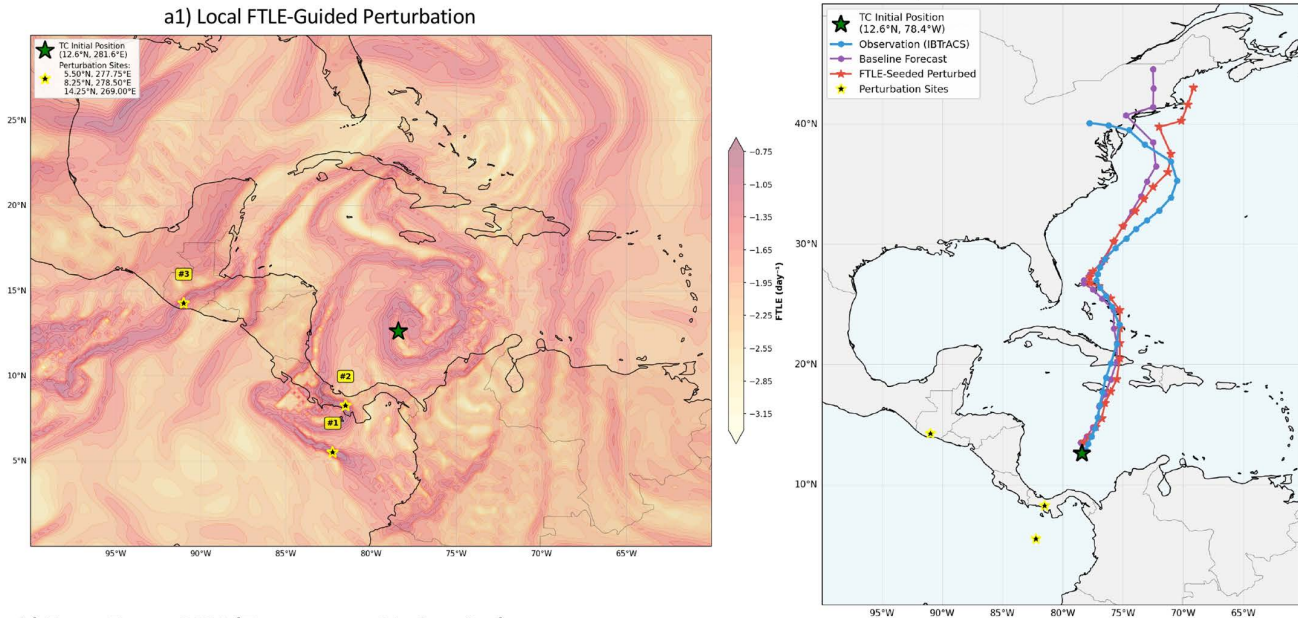 a1) Local FTLE-Guided Perturbation
TC Initial Position
(12.6°N, 281.6°E)
Perturbation Sites:
5.50°N, 277.75°E
8.25°N, 278.50°E
14.25°N, 269.00°E
25°N
20°N
15°N
10°N
5°N
#3
#2
#1
95°W
90°W
85°W
80°W
75°W
70°W
65°W
−0.75
−1.05
−1.35
−1.65
−1.95
−2.25
−2.55
−2.85
−3.15
FTLE (day⁻¹)
TC Initial Position
(12.6°N, 78.4°W)
Observation (IBTrACS)
Baseline Forecast
FTLE-Seeded Perturbed
Perturbation Sites
40°N
30°N
20°N
10°N
95°W
90°W
85°W
80°W
75°W
70°W
65°W